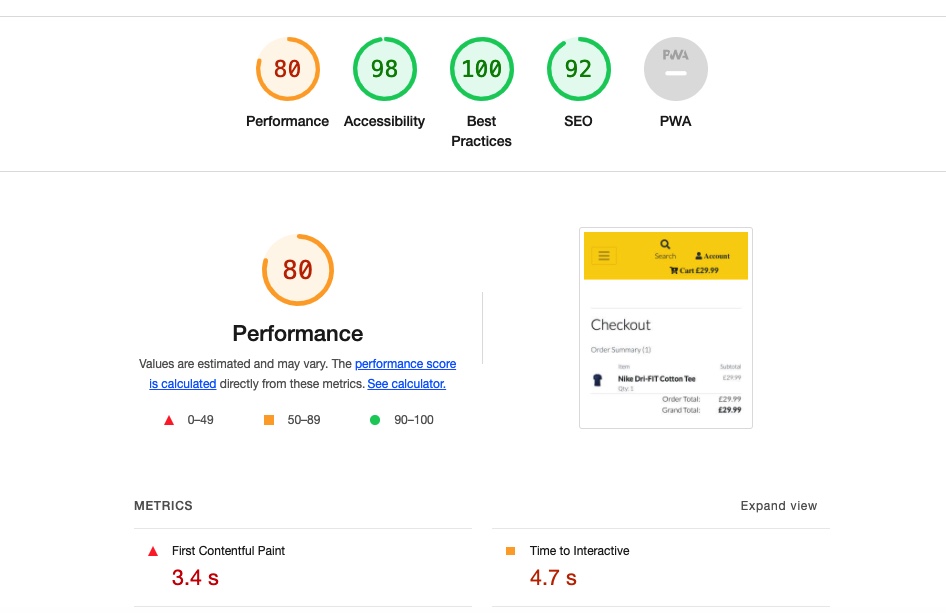 80
98
100
92
PWA
Performance
Accessibility
Best
Practices
SEO
PWA
80
Performance
Values are estimated and may vary. The performance score
is calculated directly from these metrics. See calculator.
0–49
50–89
90–100
Search
Account
Cart £29.99
Checkout
Order Summary (1)
Item Subtotal
Nike Dri-FIT Cotton Tee £29.99
Qty: 1
Order Total: £29.99
Grand Total: £29.99
METRICS
Expand view
First Contentful Paint
3.4 s
Time to Interactive
4.7 s